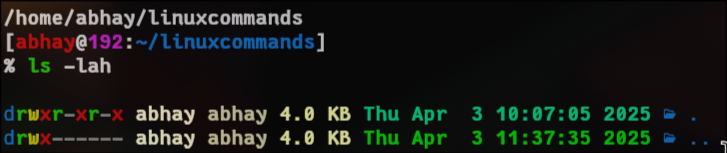 /home/abhay/linuxcommands
[abhay@192:~/linuxcommands]
% ls -lah
drwxr-xr-x abhay abhay 4.0 KB Thu Apr  3 10:07:05 2025 .
drwx------ abhay abhay 4.0 KB Thu Apr  3 11:37:35 2025 ..